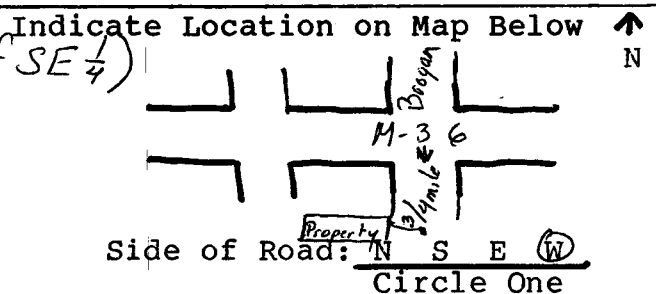 Indicate Location on Map Below ↑
f SE 1/4) N
Brogan
M-36
3/4 mile
Property
Side of Road: N S E W
Circle One